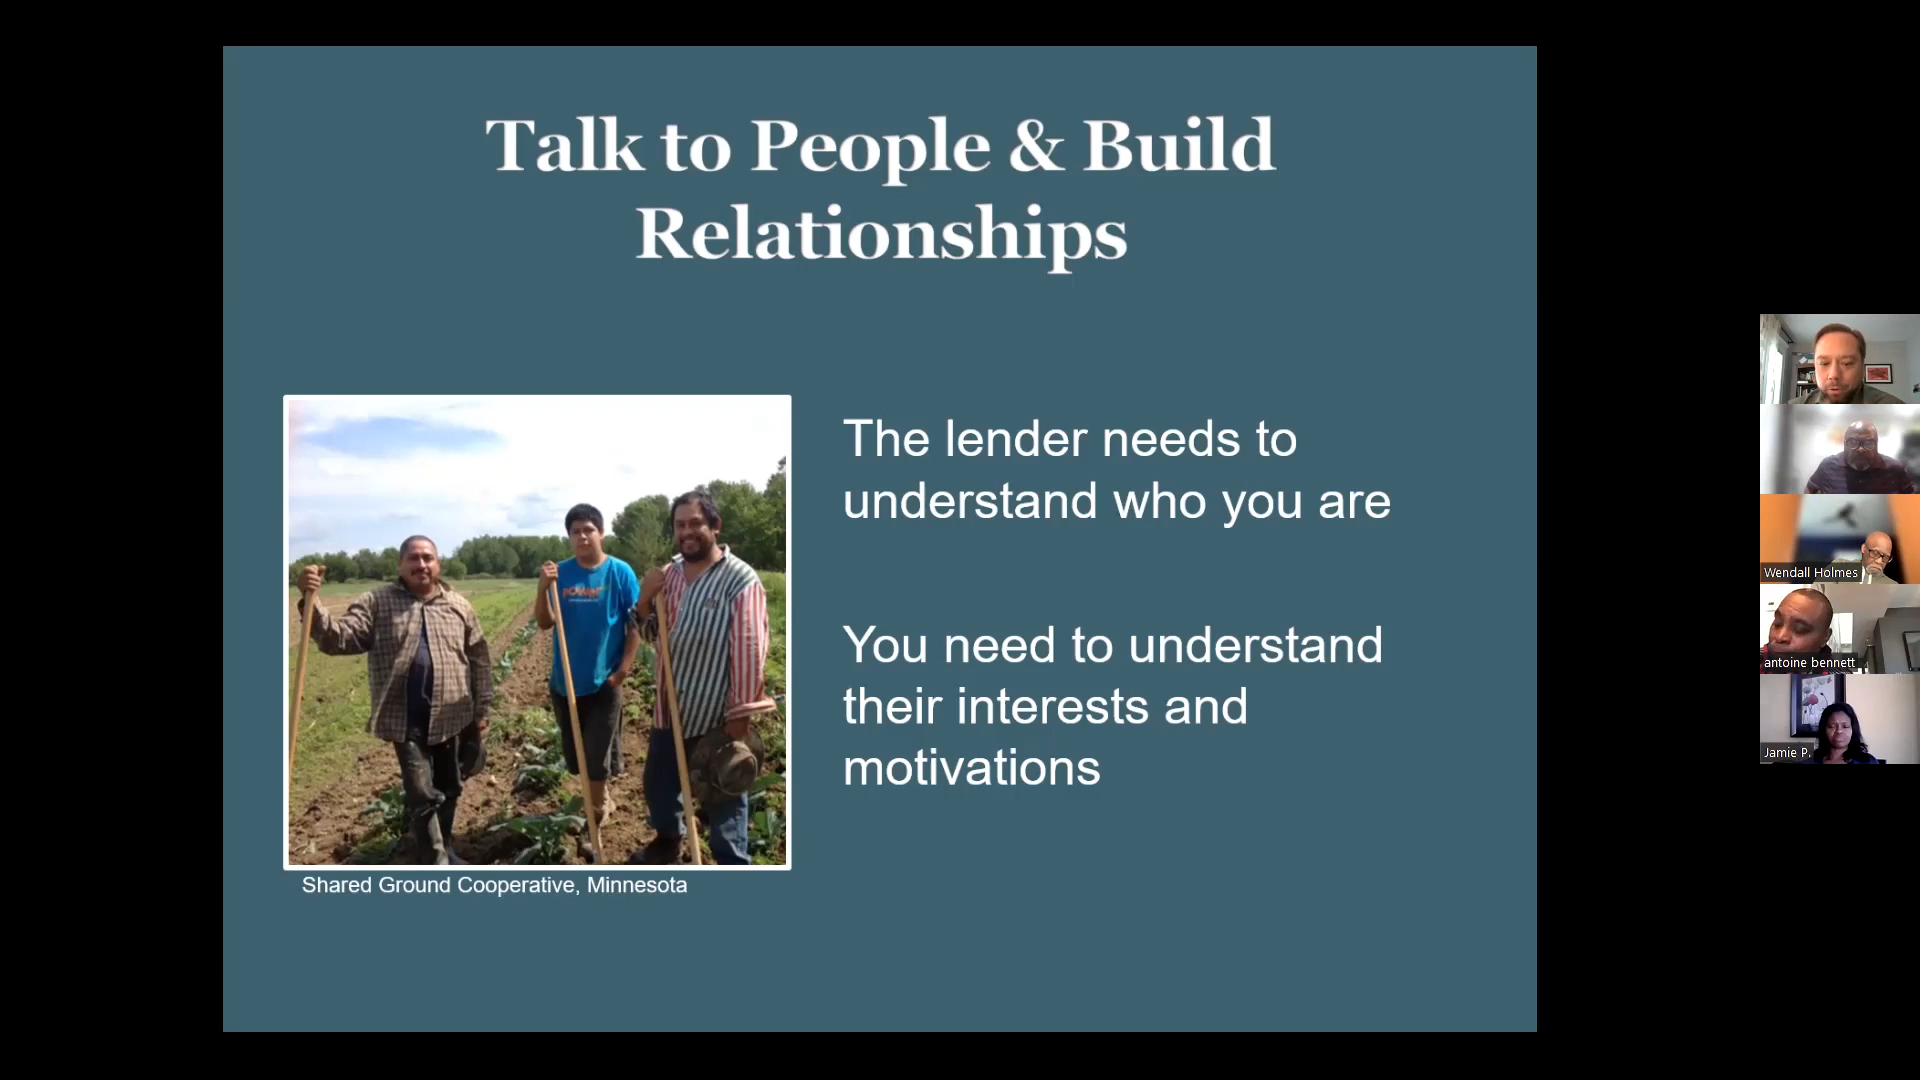 Talk to People & Build
Relationships
The lender needs to
understand who you are
You need to understand
their interests and
motivations
Shared Ground Cooperative, Minnesota
Wendall Holmes
antoine bennett
Jamie P.